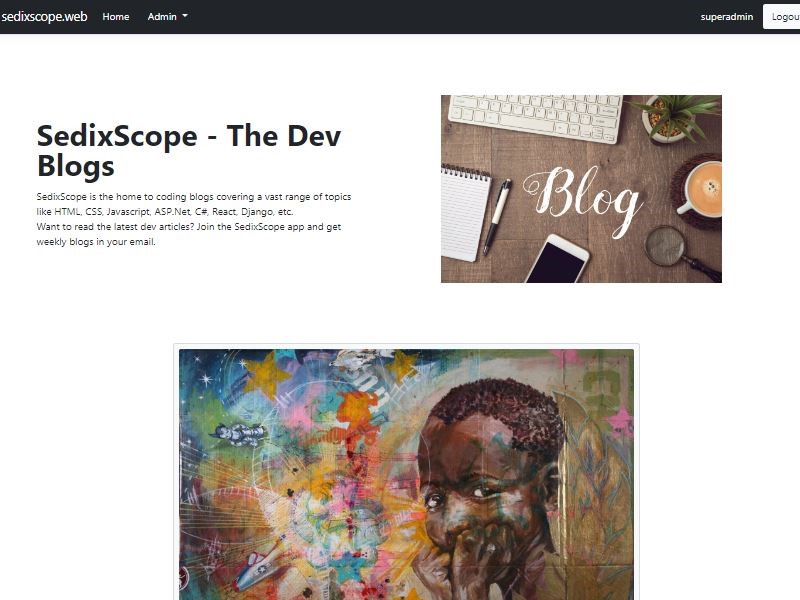 sedixscope.web Home Admin superadmin Logout
SedixScope - The Dev
Blogs
SedixScope is the home to coding blogs covering a vast range of topics
like HTML, CSS, Javascript, ASP.Net, C#, React, Django, etc.
Want to read the latest dev articles? Join the SedixScope app and get
weekly blogs in your email.
Blog